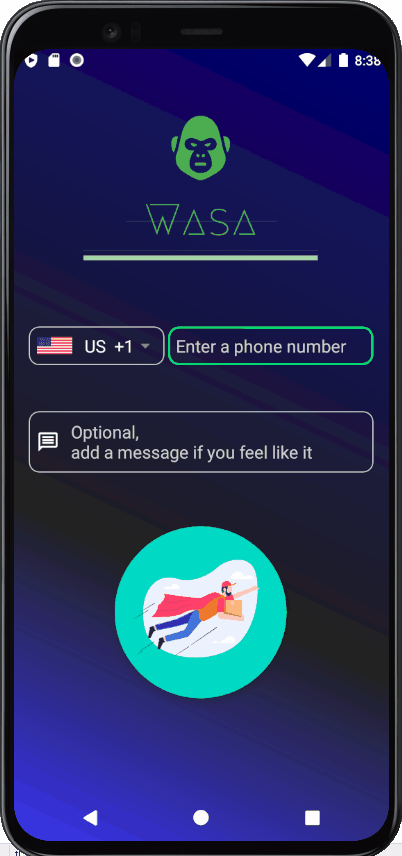 8:38
WASA
US +1
Enter a phone number
Optional,
add a message if you feel like it